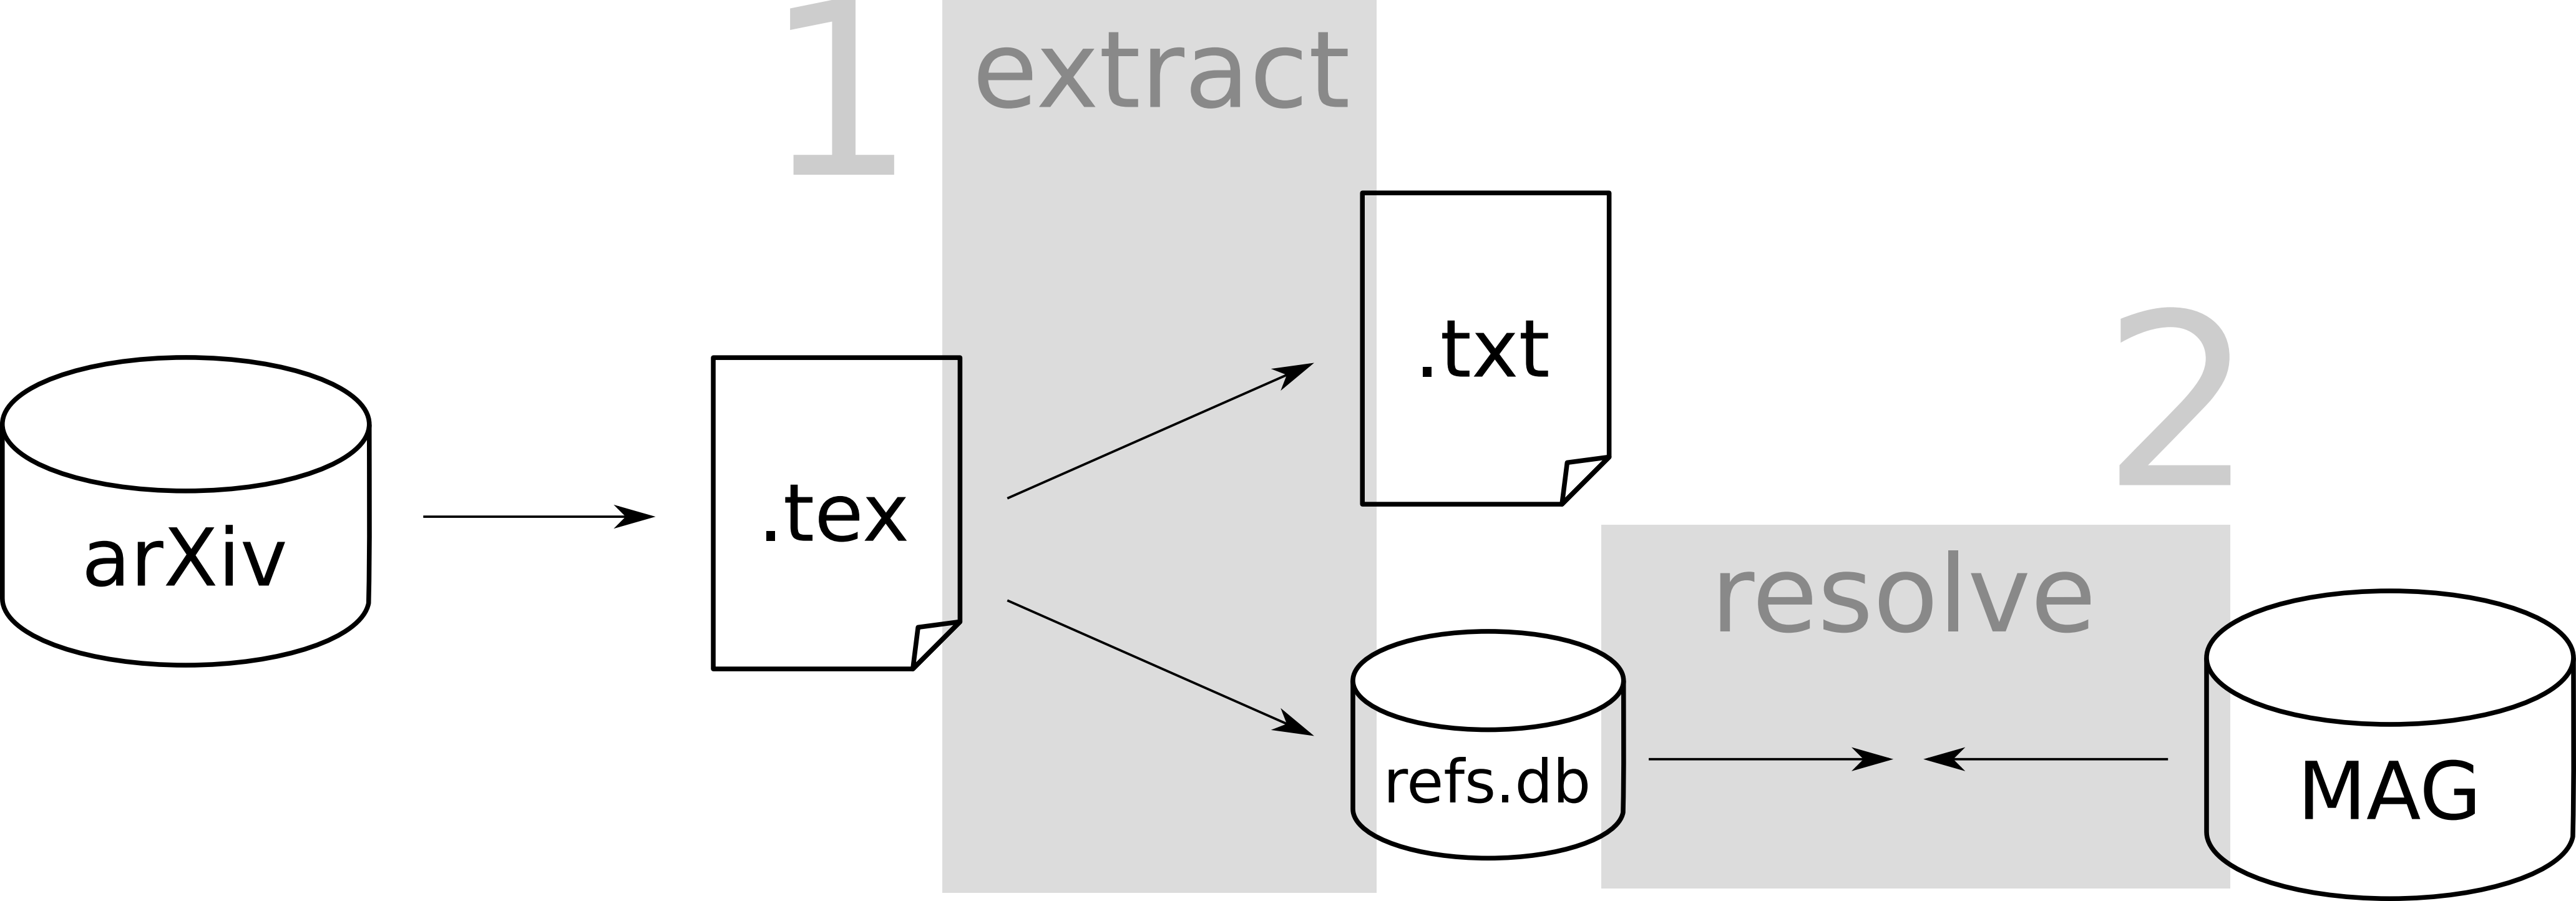 1
extract
.txt
2
.tex
arXiv
resolve
refs.db
MAG